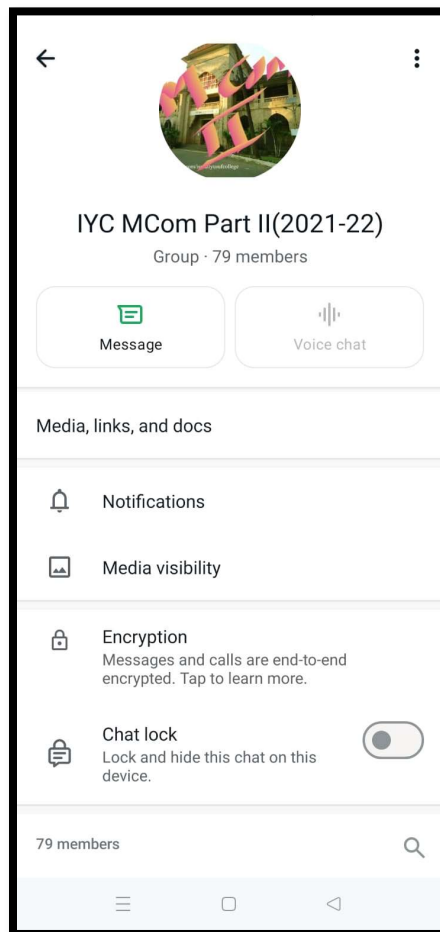 M Com
II
IYC MCom Part II(2021-22)
Group · 79 members
Message
Voice chat
Media, links, and docs
Notifications
Media visibility
Encryption
Messages and calls are end-to-end
encrypted. Tap to learn more.
Chat lock
Lock and hide this chat on this
device.
79 members